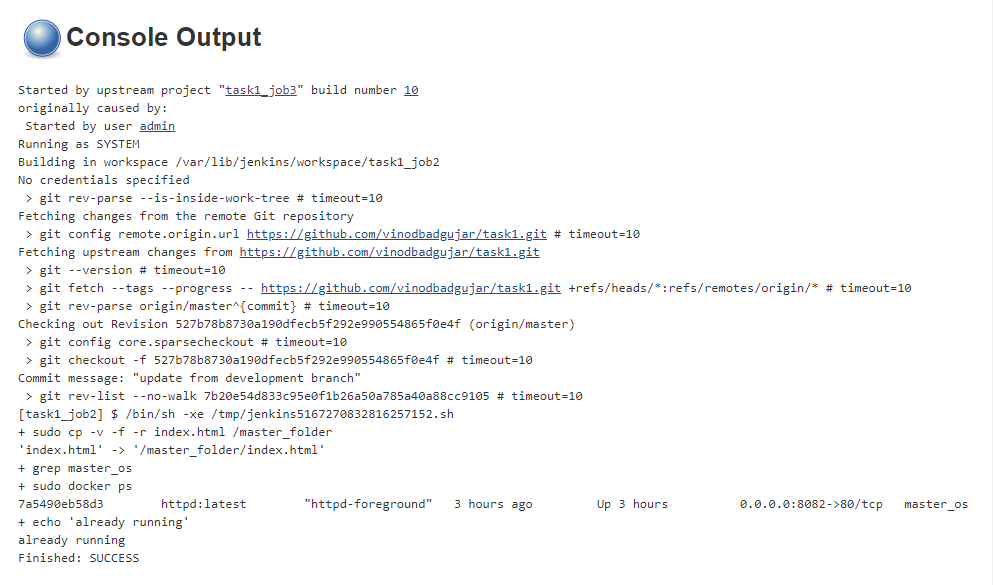 Console Output
Started by upstream project "task1_job3" build number 10
originally caused by:
 Started by user admin
Running as SYSTEM
Building in workspace /var/lib/jenkins/workspace/task1_job2
No credentials specified
 > git rev-parse --is-inside-work-tree # timeout=10
Fetching changes from the remote Git repository
 > git config remote.origin.url https://github.com/vinodbadgujar/task1.git # timeout=10
Fetching upstream changes from https://github.com/vinodbadgujar/task1.git
 > git --version # timeout=10
 > git fetch --tags --progress -- https://github.com/vinodbadgujar/task1.git +refs/heads/*:refs/remotes/origin/* # timeout=10
 > git rev-parse origin/master^{commit} # timeout=10
Checking out Revision 527b78b8730a190dfecb5f292e990554865f0e4f (origin/master)
 > git config core.sparsecheckout # timeout=10
 > git checkout -f 527b78b8730a190dfecb5f292e990554865f0e4f # timeout=10
Commit message: "update from development branch"
 > git rev-list --no-walk 7b20e54d833c95e0f1b26a50a785a40a88cc9105 # timeout=10
[task1_job2] $ /bin/sh -xe /tmp/jenkins5167270832816257152.sh
+ sudo cp -v -f -r index.html /master_folder
'index.html' -> '/master_folder/index.html'
+ grep master_os
+ sudo docker ps
7a5490eb58d3        httpd:latest        "httpd-foreground"   3 hours ago         Up 3 hours          0.0.0.0:8082->80/tcp   master_os
+ echo 'already running'
already running
Finished: SUCCESS